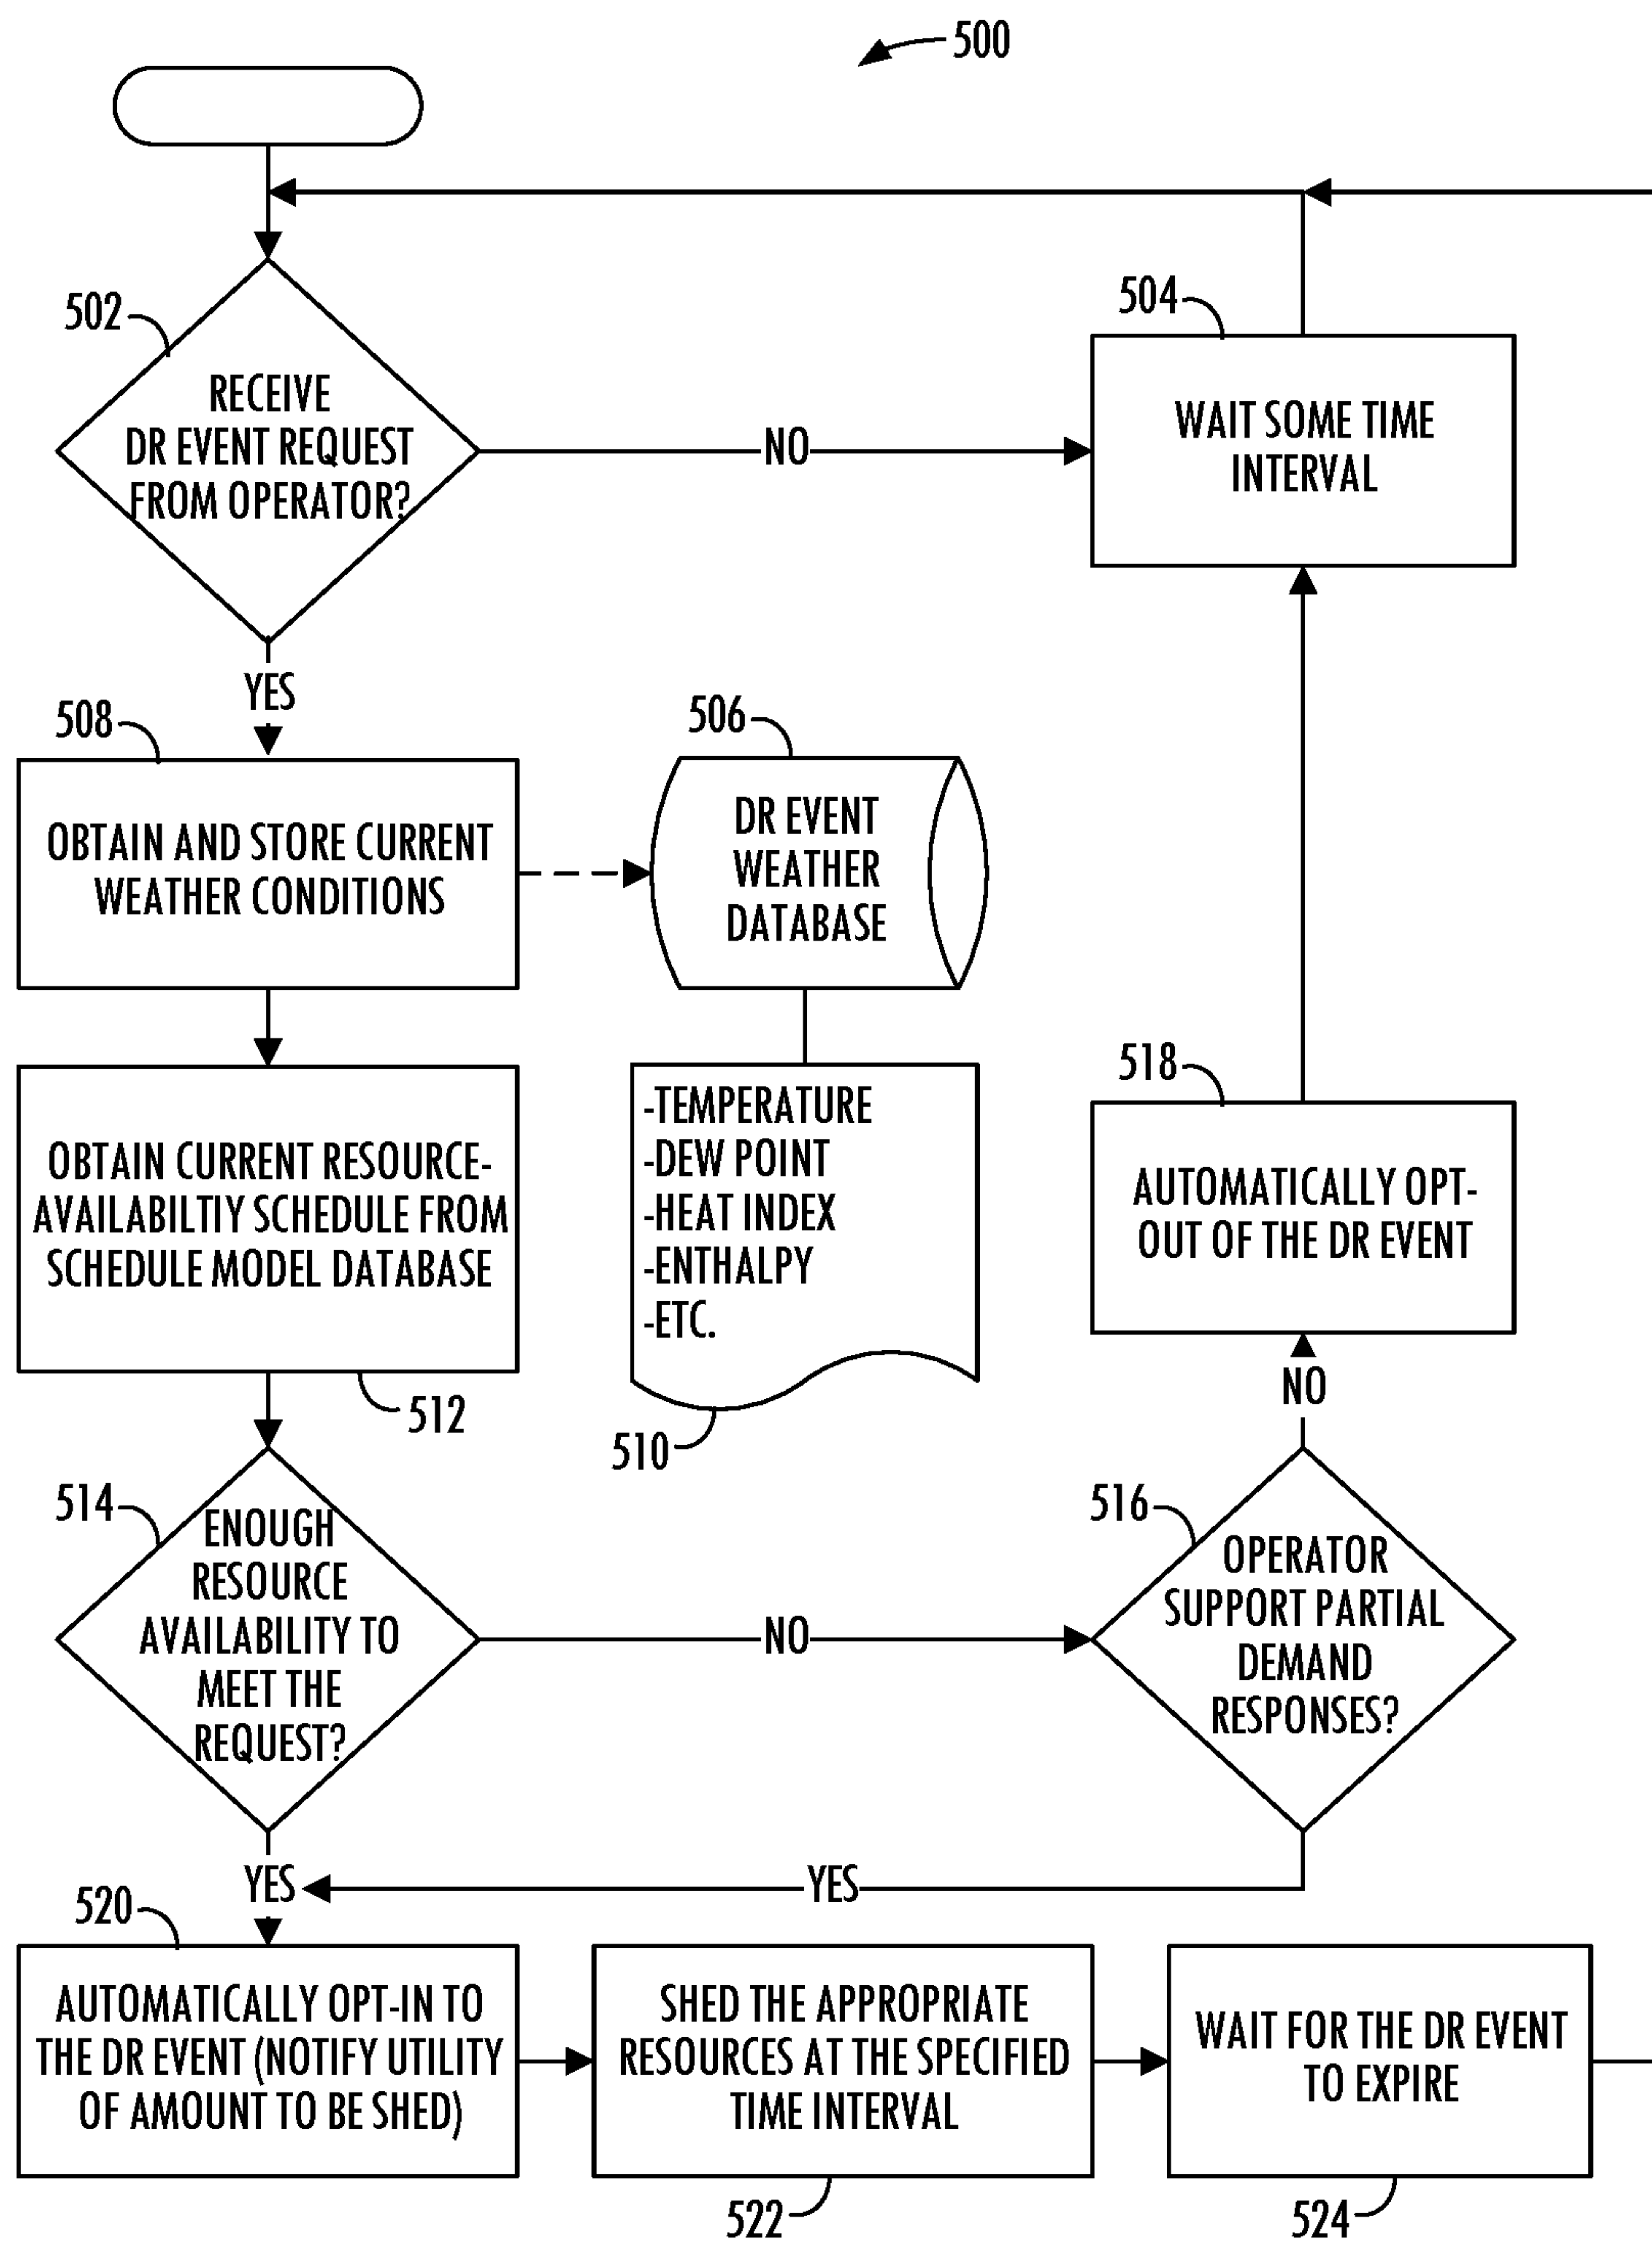 500
502
RECEIVE
DR EVENT REQUEST
FROM OPERATOR?
NO
504
WAIT SOME TIME
INTERVAL
YES
508
OBTAIN AND STORE CURRENT
WEATHER CONDITIONS
506
DR EVENT
WEATHER
DATABASE
OBTAIN CURRENT RESOURCE-
AVAILABILTIY SCHEDULE FROM
SCHEDULE MODEL DATABASE
512
-TEMPERATURE
-DEW POINT
-HEAT INDEX
-ENTHALPY
-ETC.
510
518
AUTOMATICALLY OPT-
OUT OF THE DR EVENT
NO
514
ENOUGH
RESOURCE
AVAILABILITY TO
MEET THE
REQUEST?
NO
516
OPERATOR
SUPPORT PARTIAL
DEMAND
RESPONSES?
YES
YES
520
AUTOMATICALLY OPT-IN TO
THE DR EVENT (NOTIFY UTILITY
OF AMOUNT TO BE SHED)
SHED THE APPROPRIATE
RESOURCES AT THE SPECIFIED
TIME INTERVAL
522
WAIT FOR THE DR EVENT
TO EXPIRE
524